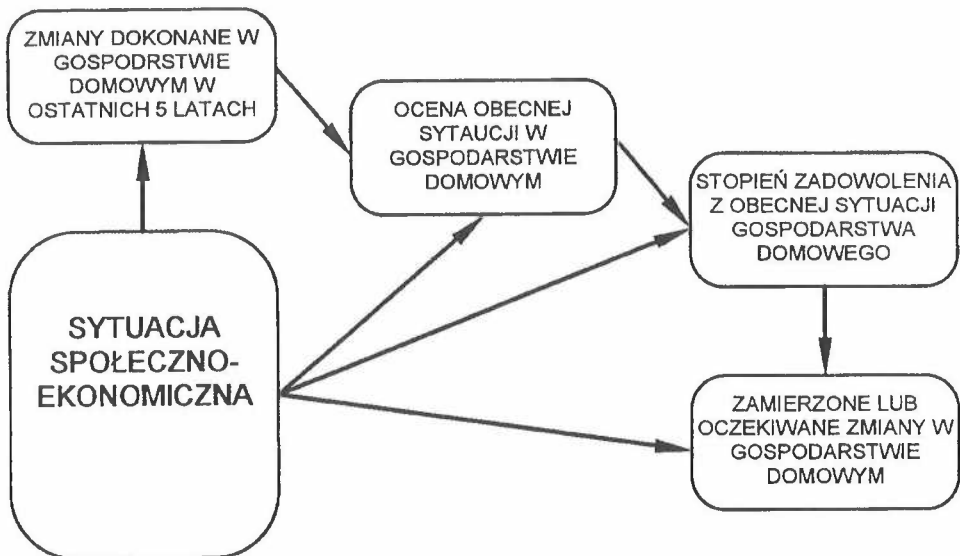 ZMIANY DOKONANE W
GOSPODRSTWIE
DOMOWYM W
OSTATNICH 5 LATACH
OCENA OBECNEJ
SYTAUCJI W
GOSPODARSTWIE
DOMOWYM
STOPIEŃ ZADOWOLENIA
Z OBECNEJ SYTUACJI
GOSPODARSTWA
DOMOWEGO
SYTUACJA
SPOŁECZNO-
EKONOMICZNA
ZAMIERZONE LUB
OCZEKIWANE ZMIANY W
GOSPODARSTWIE
DOMOWYM